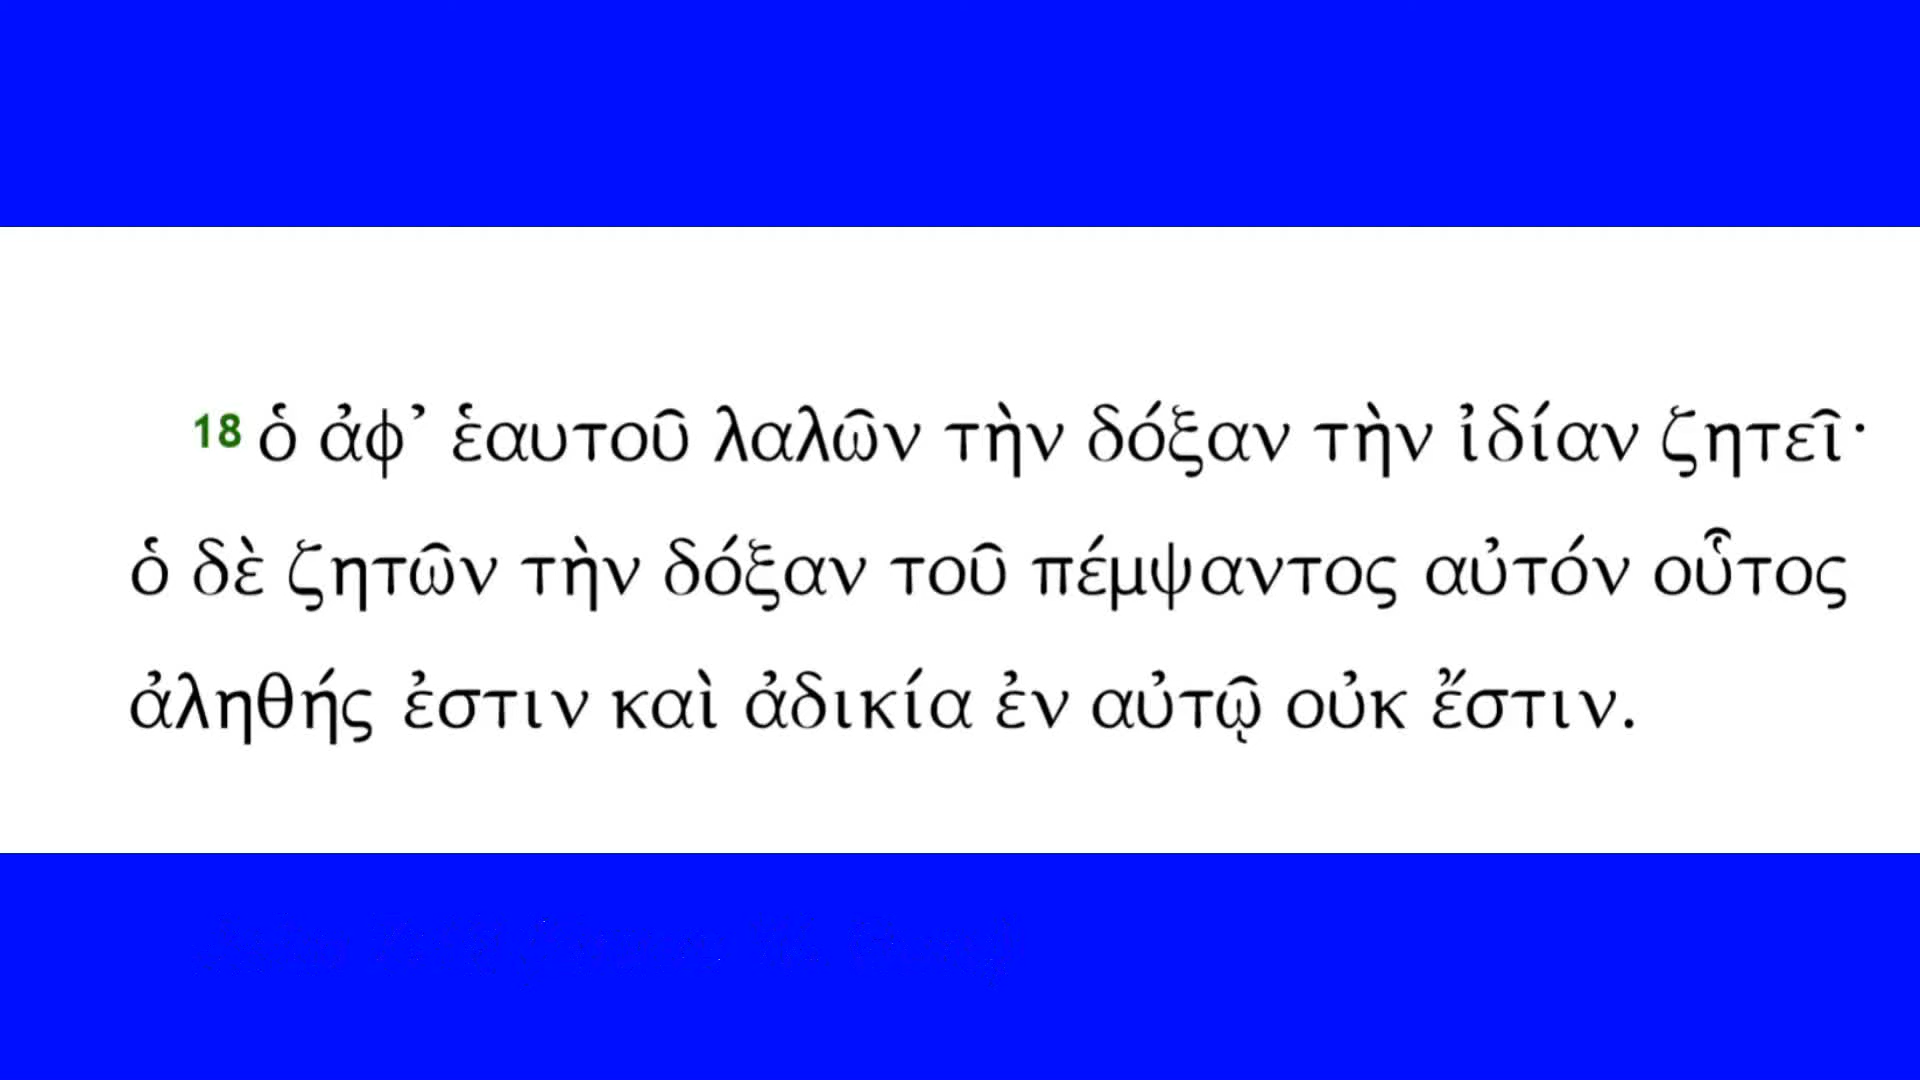 18 ὁ ἀφ᾽ ἑαυτοῦ λαλῶν τὴν δόξαν τὴν ἰδίαν ζητεῖ·
ὁ δὲ ζητῶν τὴν δόξαν τοῦ πέμψαντος αὐτόν οὗτος
ἀληθής ἐστιν καὶ ἀδικία ἐν αὐτῷ οὐκ ἔστιν.